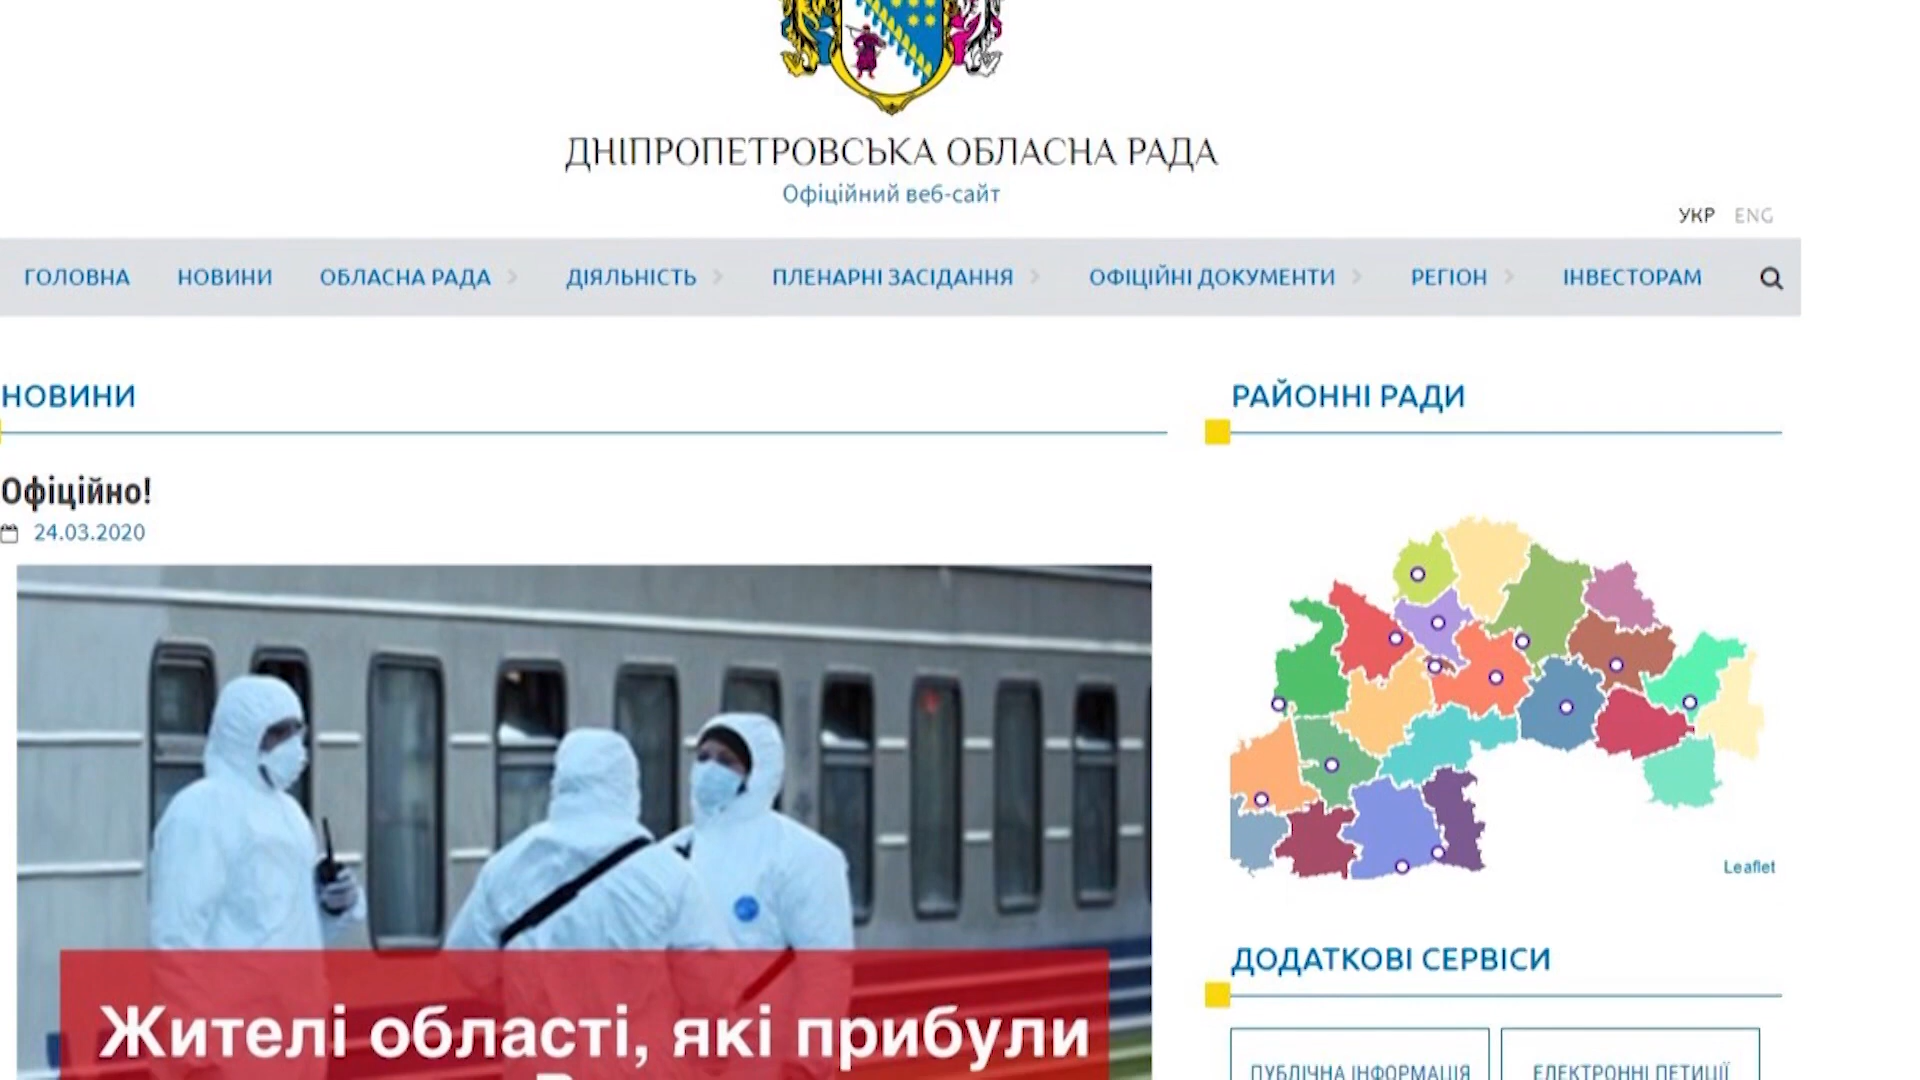 ДНІПРОПЕТРОВСЬКА ОБЛАСНА РАДА
Офіційний веб-сайт
УКР ENG
ГОЛОВНА НОВИНИ ОБЛАСНА РАДА ДІЯЛЬНІСТЬ ПЛЕНАРНІ ЗАСІДАННЯ ОФІЦІЙНІ ДОКУМЕНТИ РЕГІОН ІНВЕСТОРАМ
НОВИНИ
Офіційно!
24.03.2020
Жителі області, які прибули
РАЙОННІ РАДИ
Leaflet
ДОДАТКОВІ СЕРВІСИ
ПУБЛІЧНА ІНФОРМАЦІЯ
ЕЛЕКТРОННІ ПЕТИЦІЇ